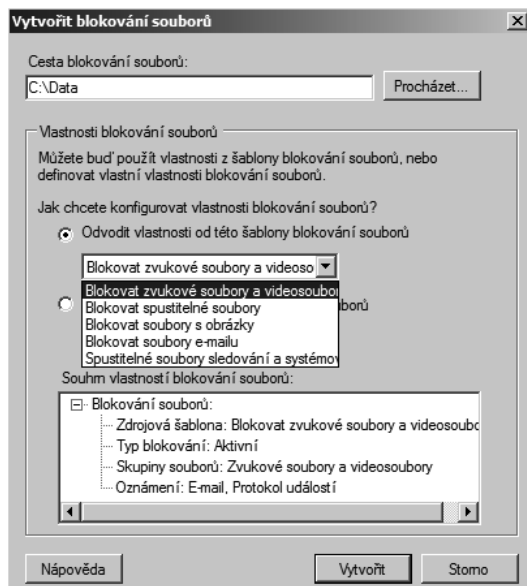 Vytvořit blokování souborů
Cesta blokování souborů:
C:\Data
Procházet...
Vlastnosti blokování souborů
Můžete buď použít vlastnosti z šablony blokování souborů, nebo
definovat vlastní vlastnosti blokování souborů.
Jak chcete konfigurovat vlastnosti blokování souborů?
Odvodit vlastnosti od této šablony blokování souborů
Blokovat zvukové soubory a videoso
Blokovat zvukové soubory a videosoubor
Blokovat spustitelné soubory
Blokovat soubory s obrázky
Blokovat soubory e-mailu
Spustitelné soubory sledování a systémov
borů
Souhrn vlastností blokování souborů:
Blokování souborů:
Zdrojová šablona: Blokovat zvukové soubory a videosoubo
Typ blokování: Aktivní
Skupiny souborů: Zvukové soubory a videosoubory
Oznámení: E-mail, Protokol událostí
Nápověda
Vytvořit
Storno